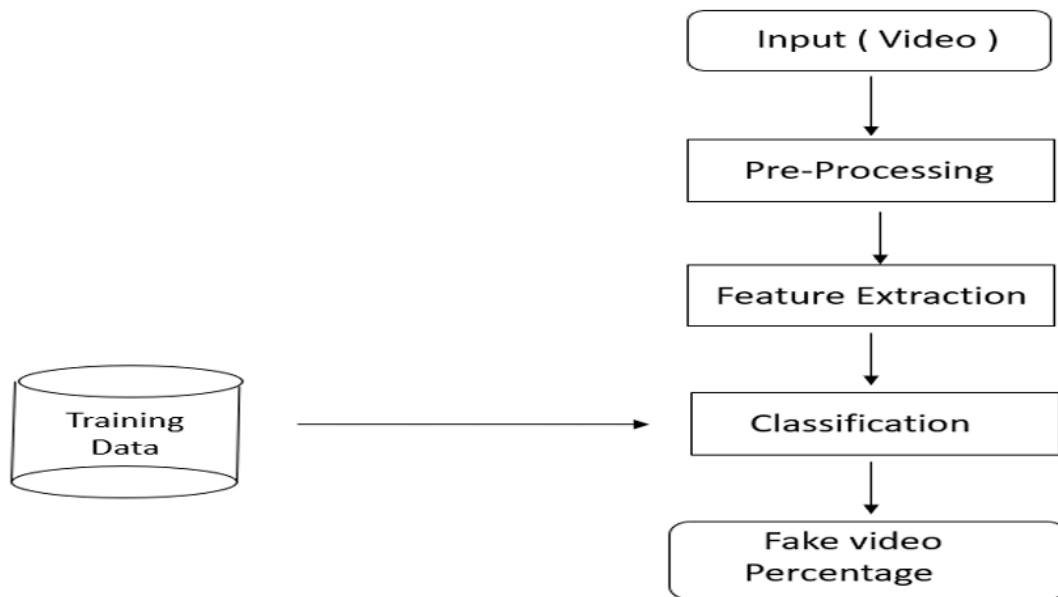 Input ( Video )
Pre-Processing
Feature Extraction
Training
Data
Classification
Fake video
Percentage